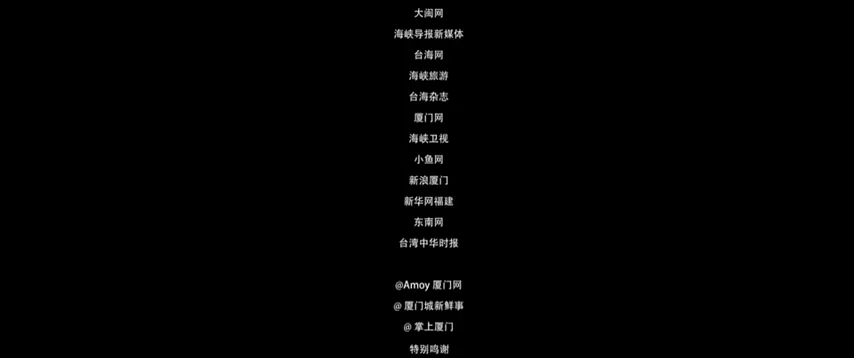 大闽网
海峡导报新媒体
台海网
海峡旅游
台海杂志
厦门网
海峡卫视
小鱼网
新浪厦门
新华网福建
东南网
台湾中华时报
@Amoy 厦门网
@ 厦门城新鲜事
@ 掌上厦门
特别鸣谢